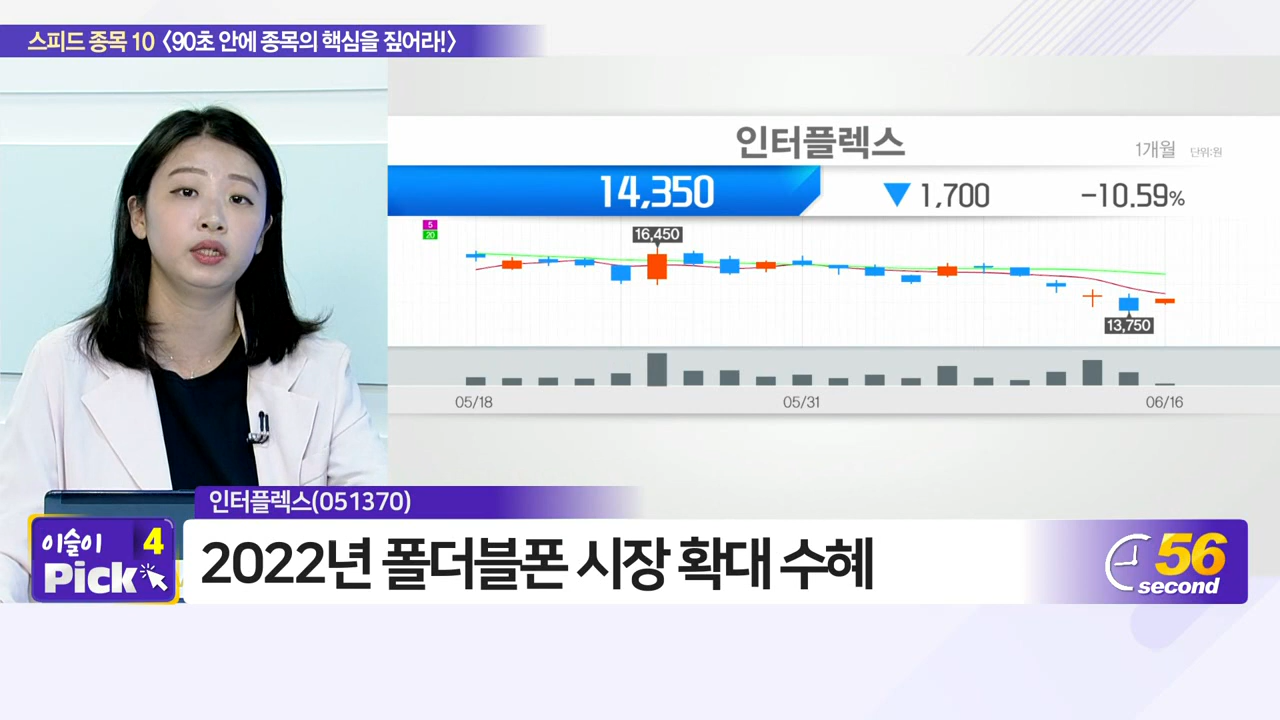 스피드 종목 10 〈90초 안에 종목의 핵심을 짚어라!〉
인터플렉스
1개월 단위:원
14,350 ▼ 1,700 -10.59%
5
20
16,450
13,750
05/18 05/31 06/16
인터플렉스(051370)
이슬이 4
Pick
2022년 폴더블폰 시장 확대 수혜
56
second